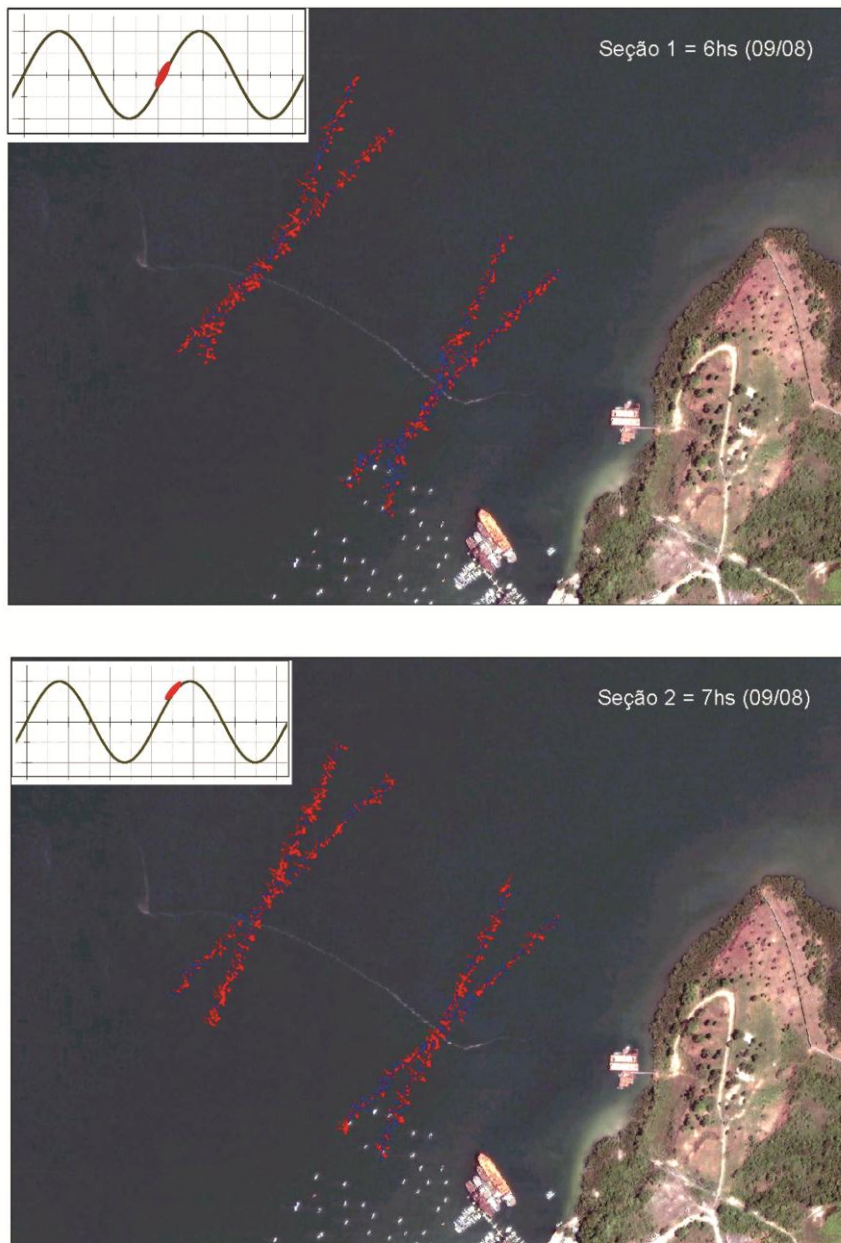 Seção 1 = 6hs (09/08)
Seção 2 = 7hs (09/08)